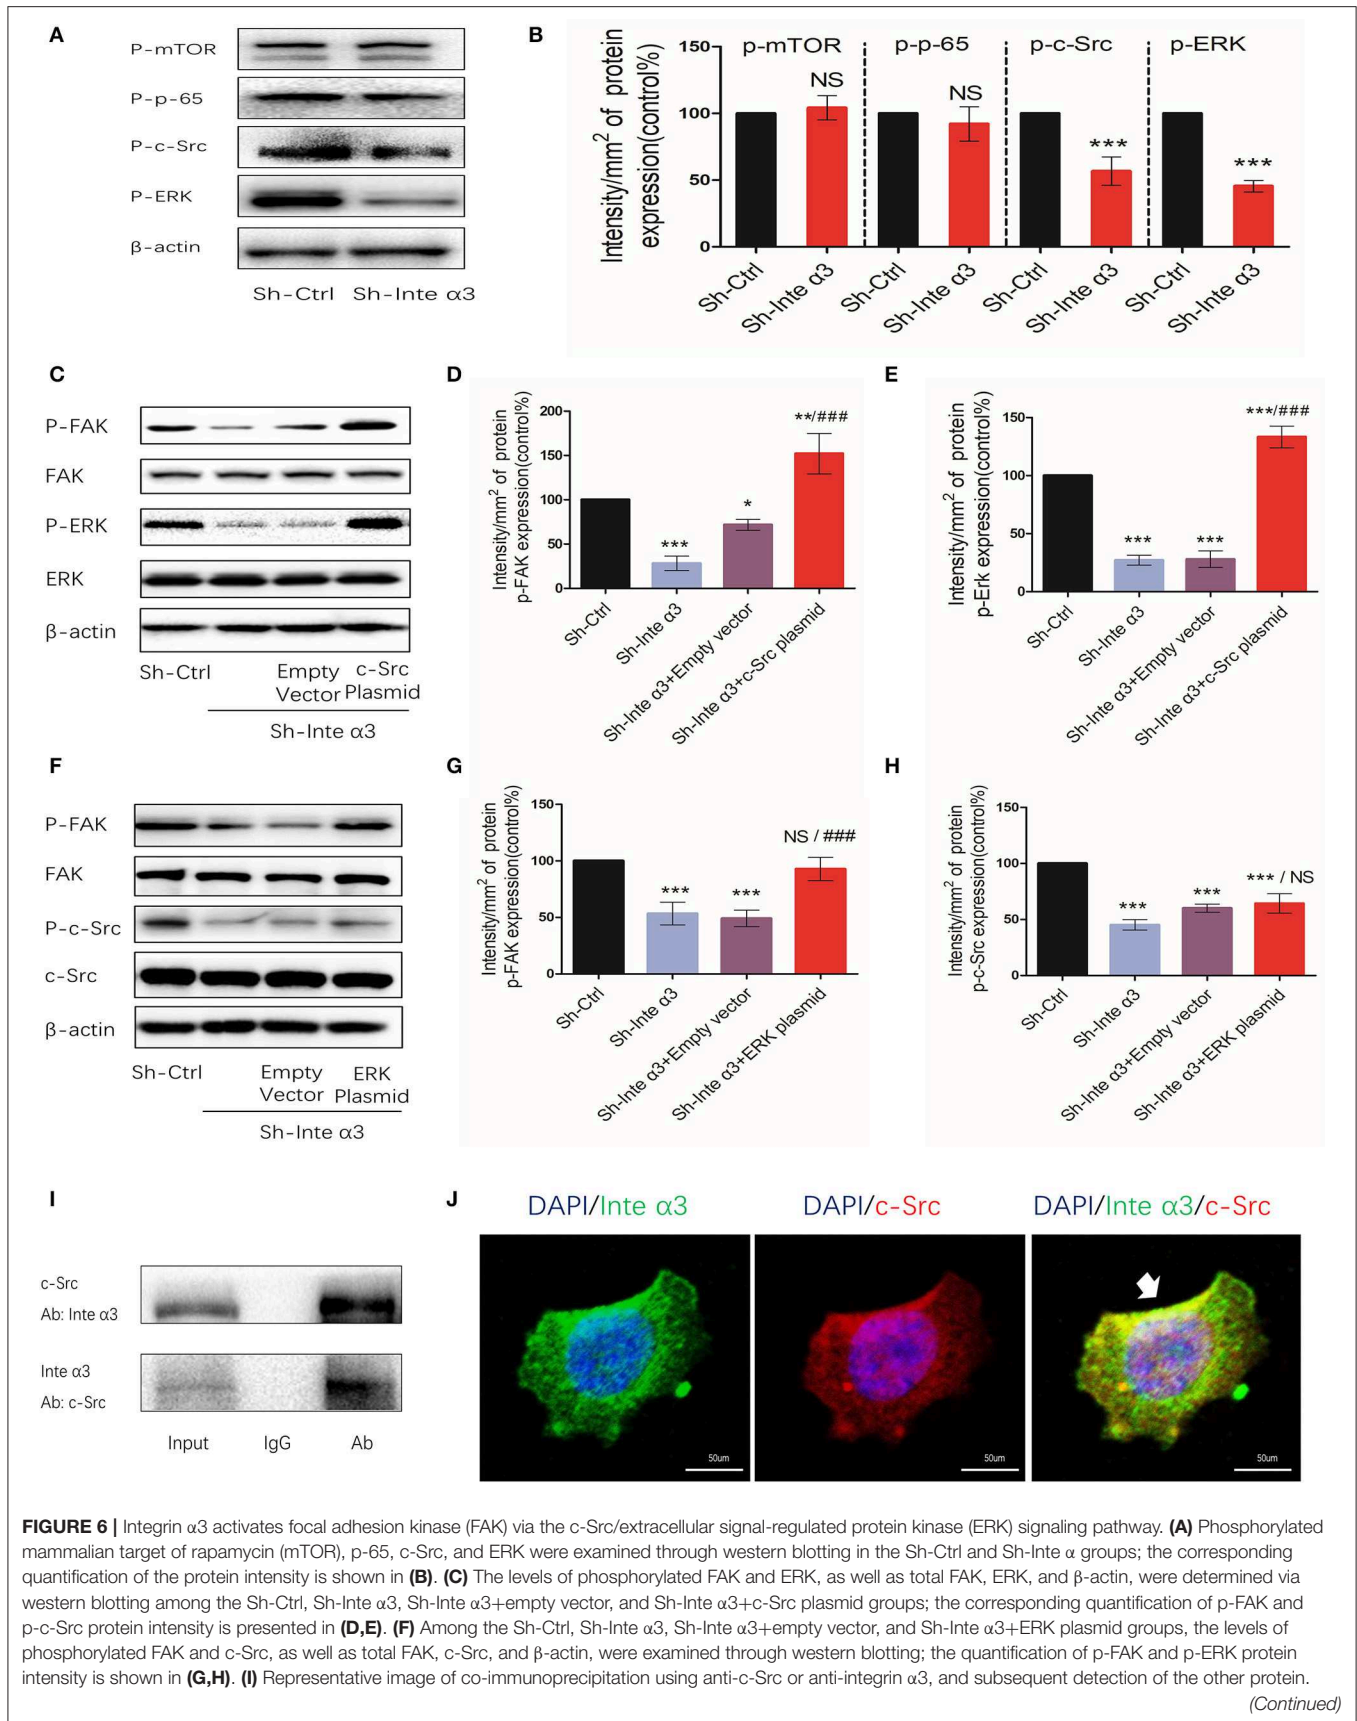 A
P-mTOR
P-p-65
P-c-Src
P-ERK
β-actin
Sh-Ctrl Sh-Inte α3
B
Intensity/mm² of protein
expression(control%)
150
100
50
0
p-mTOR p-p-65 p-c-Src p-ERK
NS NS *** ***
Sh-Ctrl Sh-Inte α3 Sh-Ctrl Sh-Inte α3 Sh-Ctrl Sh-Inte α3 Sh-Ctrl Sh-Inte α3
C
P-FAK
FAK
P-ERK
ERK
β-actin
Sh-Ctrl Empty c-Src
Vector Plasmid
Sh-Inte α3
D
Intensity/mm² of protein
p-FAK expression(control%)
200
150
100
50
0
*** * **/###
Sh-Ctrl Sh-Inte α3 Sh-Inte α3+Empty vector Sh-Inte α3+c-Src plasmid
E
Intensity/mm² of protein
p-Erk expression(control%)
150
100
50
0
*** *** ***/###
Sh-Ctrl Sh-Inte α3 Sh-Inte α3+Empty vector Sh-Inte α3+c-Src plasmid
F
P-FAK
FAK
P-c-Src
c-Src
β-actin
Sh-Ctrl Empty ERK
Vector Plasmid
Sh-Inte α3
G
Intensity/mm² of protein
p-FAK expression(control%)
150
100
50
0
*** *** NS / ###
Sh-Ctrl Sh-Inte α3 Sh-Inte α3+Empty vector Sh-Inte α3+ERK plasmid
H
Intensity/mm² of protein
p-c-Src expression(control%)
150
100
50
0
*** *** *** / NS
Sh-Ctrl Sh-Inte α3 Sh-Inte α3+Empty vector Sh-Inte α3+ERK plasmid
I
c-Src
Ab: Inte α3
Inte α3
Ab: c-Src
Input IgG Ab
J
DAPI/Inte α3 DAPI/c-Src DAPI/Inte α3/c-Src
50um 50um 50um
FIGURE 6 | Integrin α3 activates focal adhesion kinase (FAK) via the c-Src/extracellular signal-regulated protein kinase (ERK) signaling pathway. (A) Phosphorylated
mammalian target of rapamycin (mTOR), p-65, c-Src, and ERK were examined through western blotting in the Sh-Ctrl and Sh-Inte α groups; the corresponding
quantification of the protein intensity is shown in (B). (C) The levels of phosphorylated FAK and ERK, as well as total FAK, ERK, and β-actin, were determined via
western blotting among the Sh-Ctrl, Sh-Inte α3, Sh-Inte α3+empty vector, and Sh-Inte α3+c-Src plasmid groups; the corresponding quantification of p-FAK and
p-c-Src protein intensity is presented in (D,E). (F) Among the Sh-Ctrl, Sh-Inte α3, Sh-Inte α3+empty vector, and Sh-Inte α3+ERK plasmid groups, the levels of
phosphorylated FAK and c-Src, as well as total FAK, c-Src, and β-actin, were examined through western blotting; the quantification of p-FAK and p-ERK protein
intensity is shown in (G,H). (I) Representative image of co-immunoprecipitation using anti-c-Src or anti-integrin α3, and subsequent detection of the other protein.
(Continued)